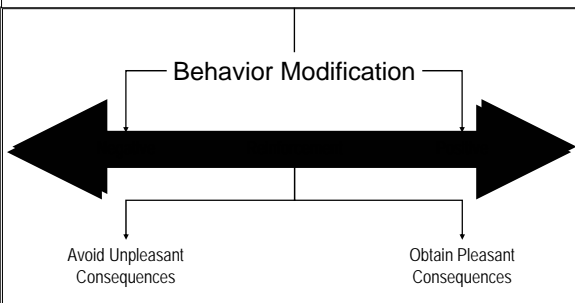 Behavior Modification
Avoid Unpleasant
Consequences
Obtain Pleasant
Consequences